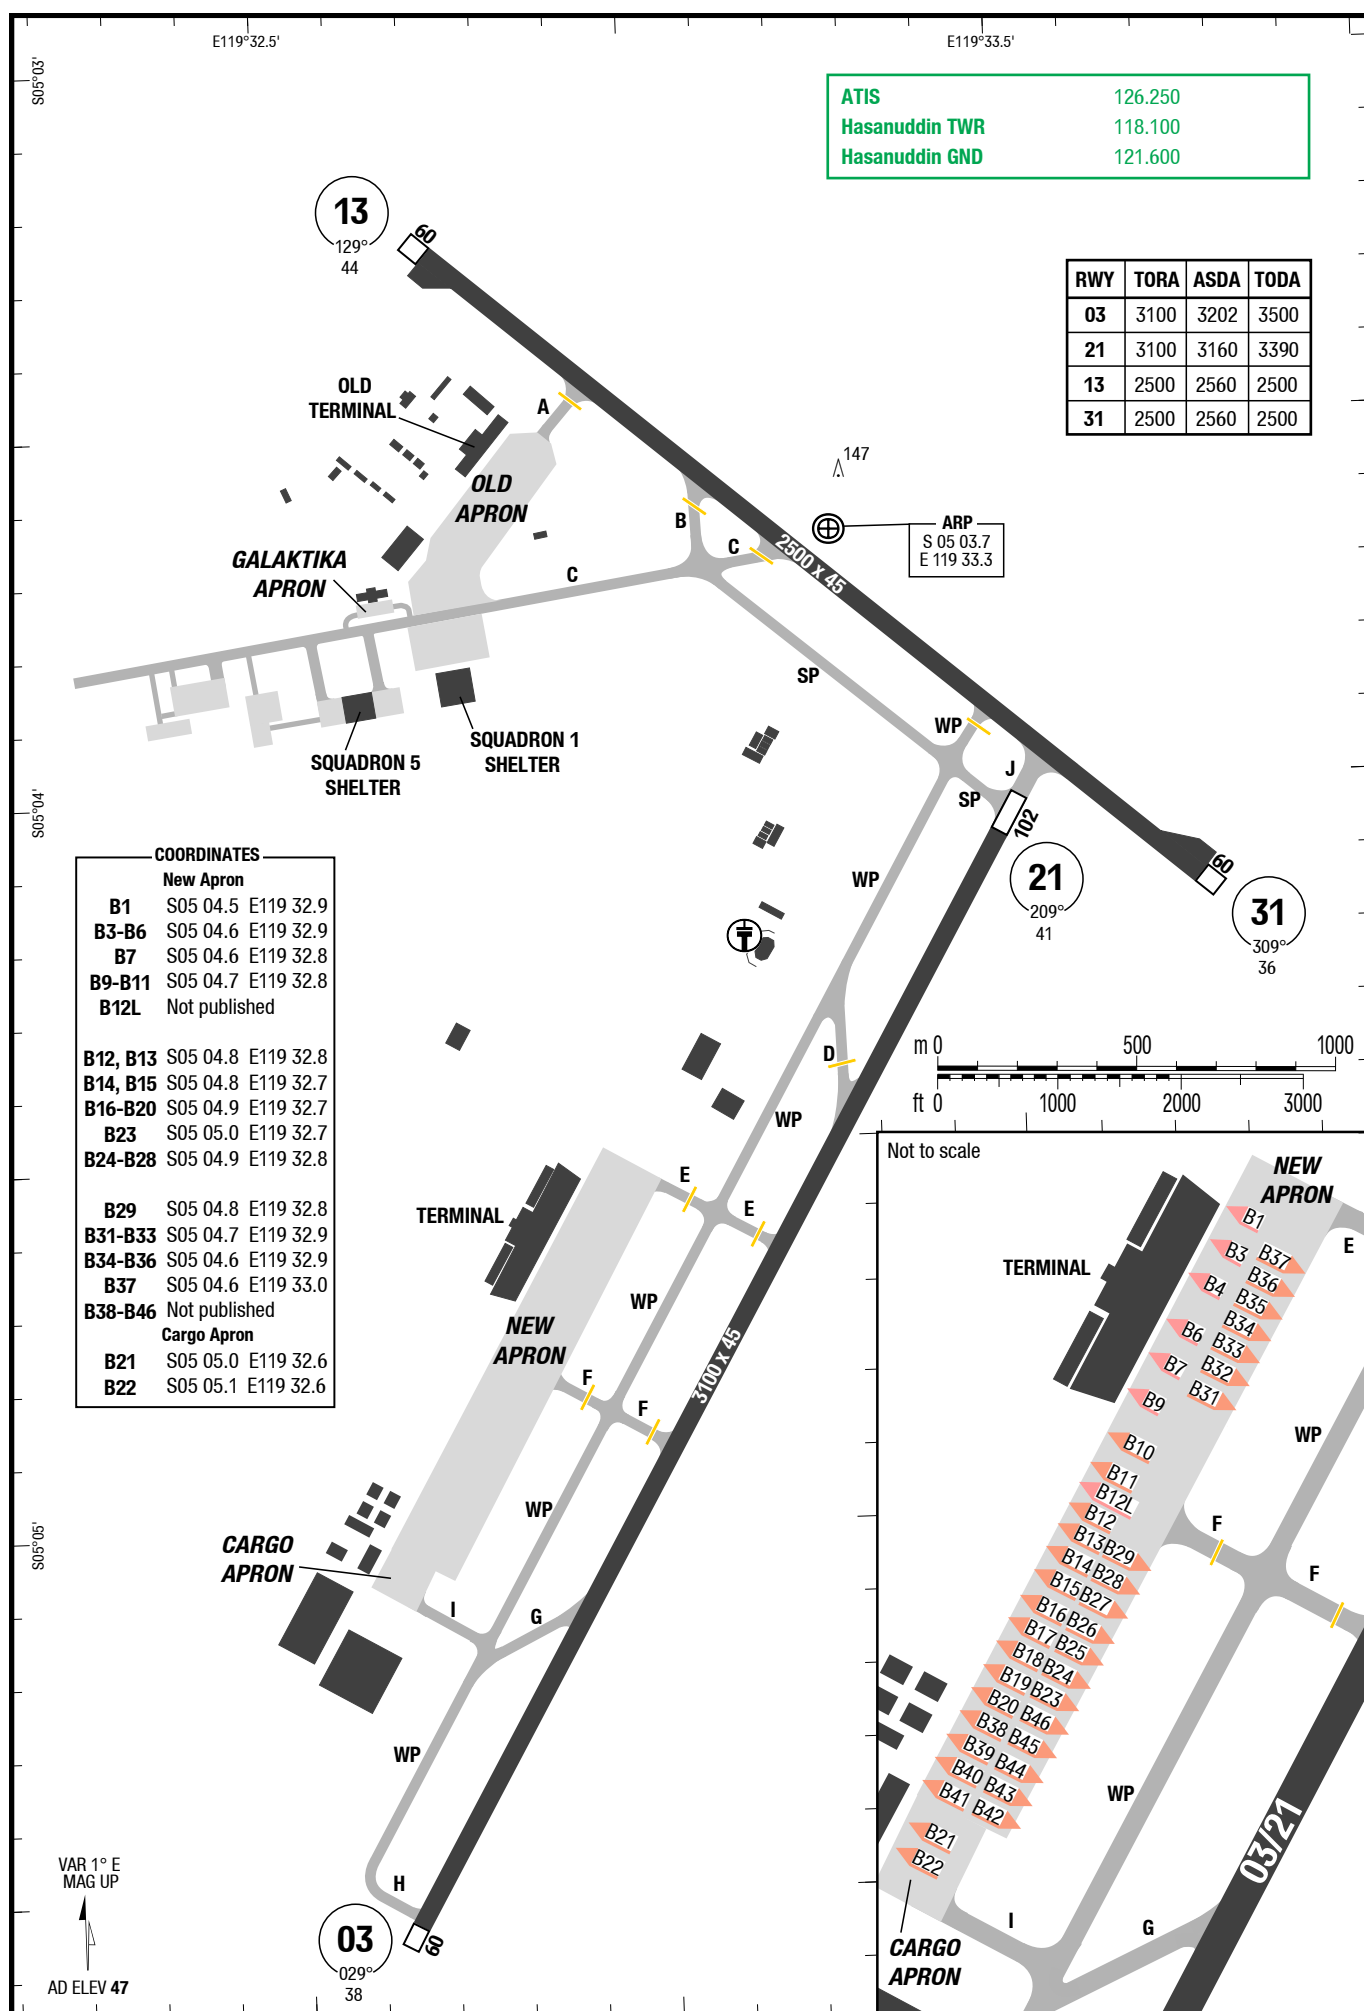 E119°32.5'
E119°33.5'
S05°03'
ATIS 126.250
Hasanuddin TWR 118.100
Hasanuddin GND 121.600
13
129°
44
60
RWY TORA ASDA TODA
03 3100 3202 3500
21 3100 3160 3390
13 2500 2560 2500
31 2500 2560 2500
OLD
TERMINAL
A
147
OLD
APRON
B
C
2500 x 45
ARP
S 05 03.7
E 119 33.3
GALAKTIKA
APRON
C
SP
WP
J
SQUADRON 1
SHELTER
SQUADRON 5
SHELTER
S05°04'
SP
102
60
21
209°
41
31
309°
36
WP
COORDINATES
New Apron
B1 S05 04.5 E119 32.9
B3-B6 S05 04.6 E119 32.9
B7 S05 04.6 E119 32.8
B9-B11 S05 04.7 E119 32.8
B12L Not published
B12, B13 S05 04.8 E119 32.8
B14, B15 S05 04.8 E119 32.7
B16-B20 S05 04.9 E119 32.7
B23 S05 05.0 E119 32.7
B24-B28 S05 04.9 E119 32.8
B29 S05 04.8 E119 32.8
B31-B33 S05 04.7 E119 32.9
B34-B36 S05 04.6 E119 32.9
B37 S05 04.6 E119 33.0
B38-B46 Not published
Cargo Apron
B21 S05 05.0 E119 32.6
B22 S05 05.1 E119 32.6
D
m 0 500 1000
ft 0 1000 2000 3000
WP
E
E
TERMINAL
WP
NEW
APRON
3100 x 45
F
F
WP
S05°05'
CARGO
APRON
I
G
WP
H
VAR 1° E
MAG UP
AD ELEV 47
03
029°
38
60
Not to scale
NEW
APRON
E
TERMINAL
B1
B3 B37
B4 B36
B35
B6 B34
B33
B7 B32
B9 B31
WP
B10
B11
B12L
B12
F
B13 B29
B14 B28
F
B15 B27
B16 B26
B17 B25
B18 B24
B19 B23
B20 B46
B38 B45
B39 B44
B40 B43
B41 B42
WP
B21
B22
03/21
I
G
CARGO
APRON